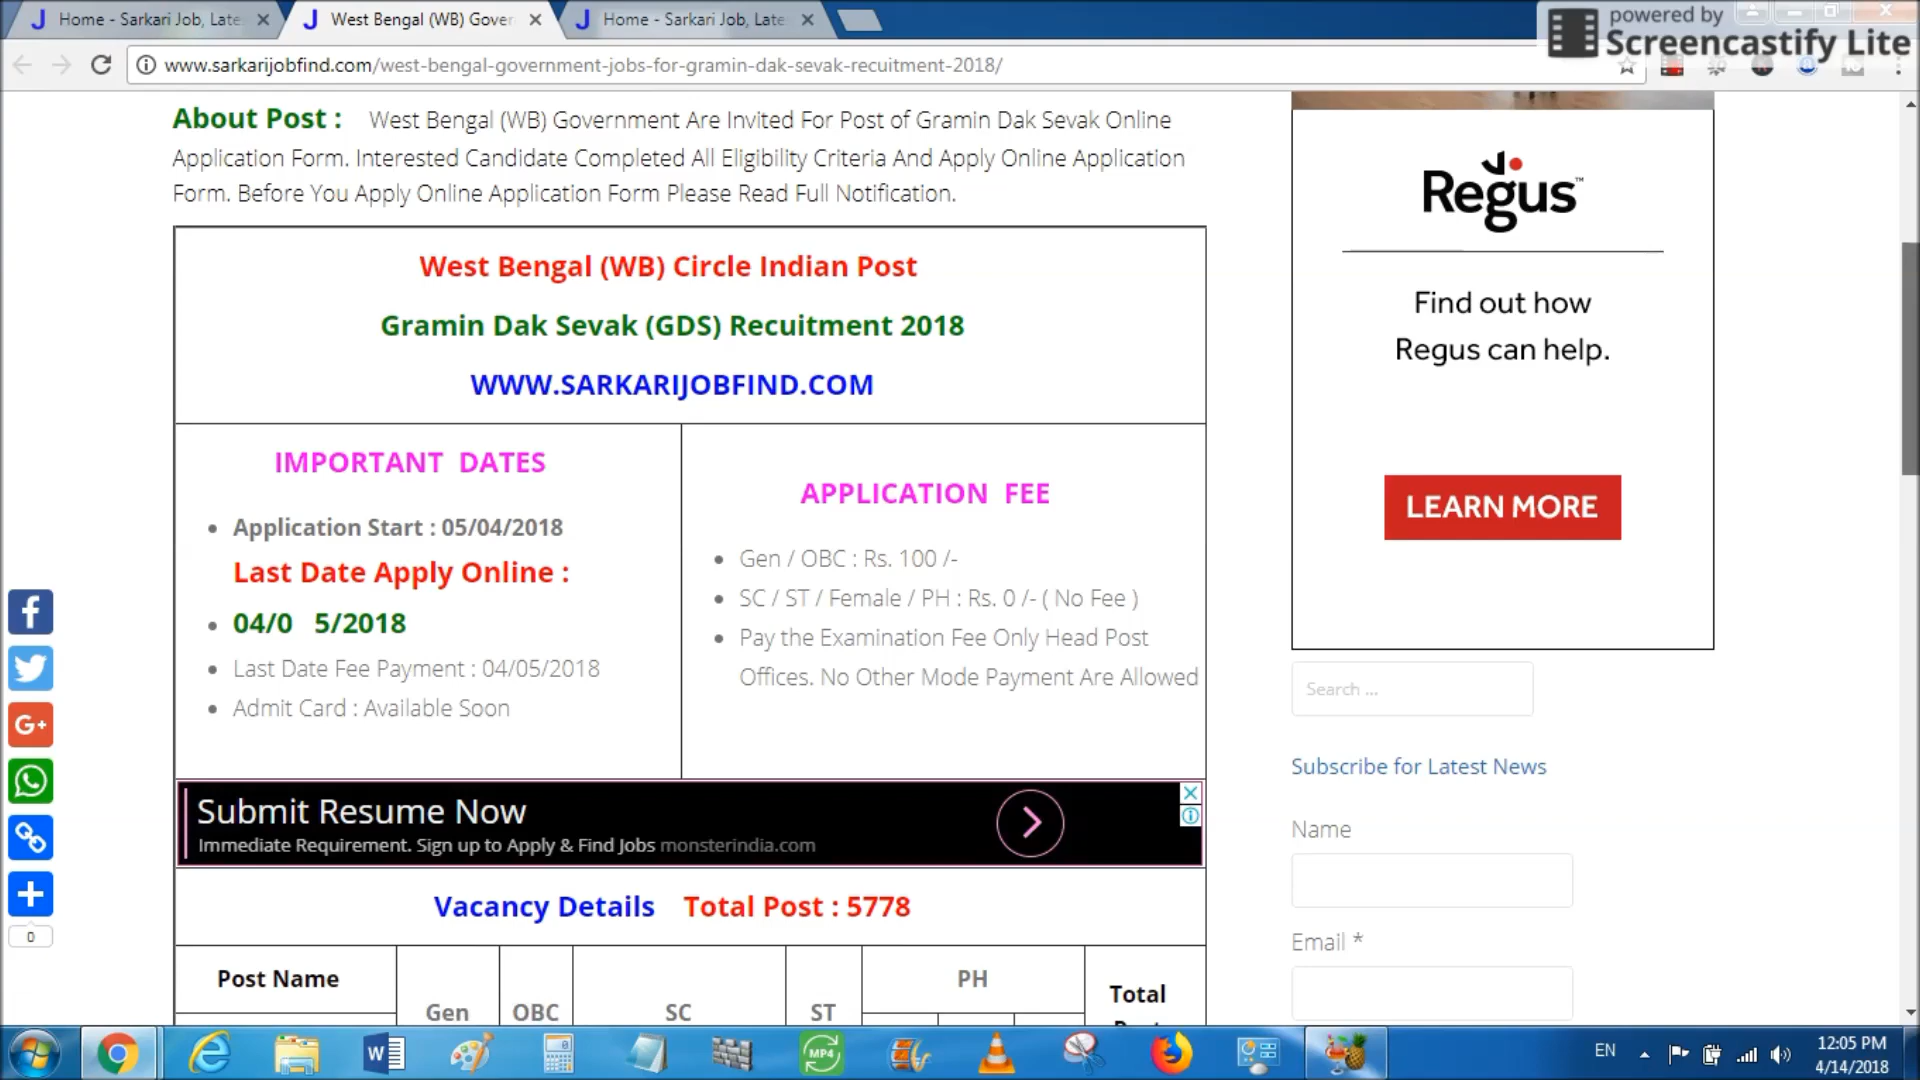 Home - Sarkari Job, Late
West Bengal (WB) Gover
Home - Sarkari Job, Late
powered by
Screencastify Lite
www.sarkarijobfind.com/west-bengal-government-jobs-for-gramin-dak-sevak-recuitment-2018/
About Post : West Bengal (WB) Government Are Invited For Post of Gramin Dak Sevak Online
Application Form. Interested Candidate Completed All Eligibility Criteria And Apply Online Application
Form. Before You Apply Online Application Form Please Read Full Notification.
West Bengal (WB) Circle Indian Post
Gramin Dak Sevak (GDS) Recuitment 2018
WWW.SARKARIJOBFIND.COM
IMPORTANT DATES
Application Start : 05/04/2018
Last Date Apply Online :
04/0 5/2018
Last Date Fee Payment : 04/05/2018
Admit Card : Available Soon
APPLICATION FEE
Gen / OBC : Rs. 100 /-
SC / ST / Female / PH : Rs. 0 /- ( No Fee )
Pay the Examination Fee Only Head Post
Offices. No Other Mode Payment Are Allowed
Submit Resume Now
Immediate Requirement. Sign up to Apply & Find Jobs monsterindia.com
Vacancy Details Total Post : 5778
Post Name
Gen
OBC
SC
ST
PH
Total
Regus™
Find out how
Regus can help.
LEARN MORE
Search ...
Subscribe for Latest News
Name
Email *
G+
0
MP4
EN
12:05 PM
4/14/2018